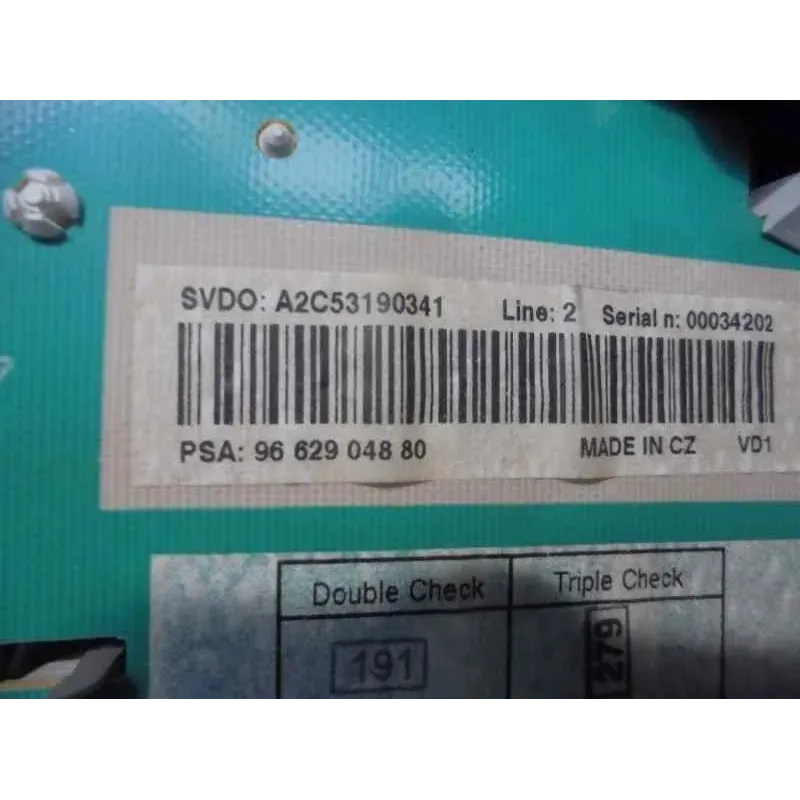 SVDO: A2C53190341 Line: 2 Serial n: 00034202
PSA: 96 629 048 80 MADE IN CZ VD1
Double Check Triple Check
191 279